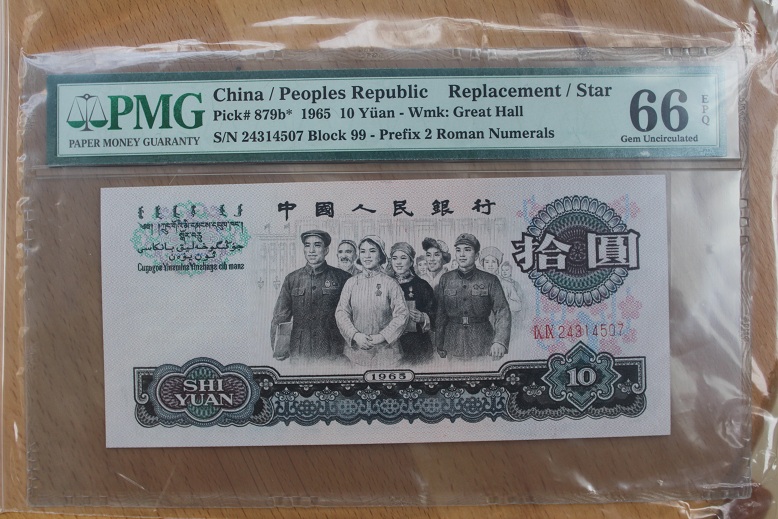 PMG
PAPER MONEY GUARANTY
China / Peoples Republic Replacement / Star
Pick# 879b* 1965 10 Yüan - Wmk: Great Hall
S/N 24314507 Block 99 - Prefix 2 Roman Numerals
66 EPQ
Gem Uncirculated
中國人民銀行
拾圓
IX IX 24314507
1965
SHI
YUAN
10